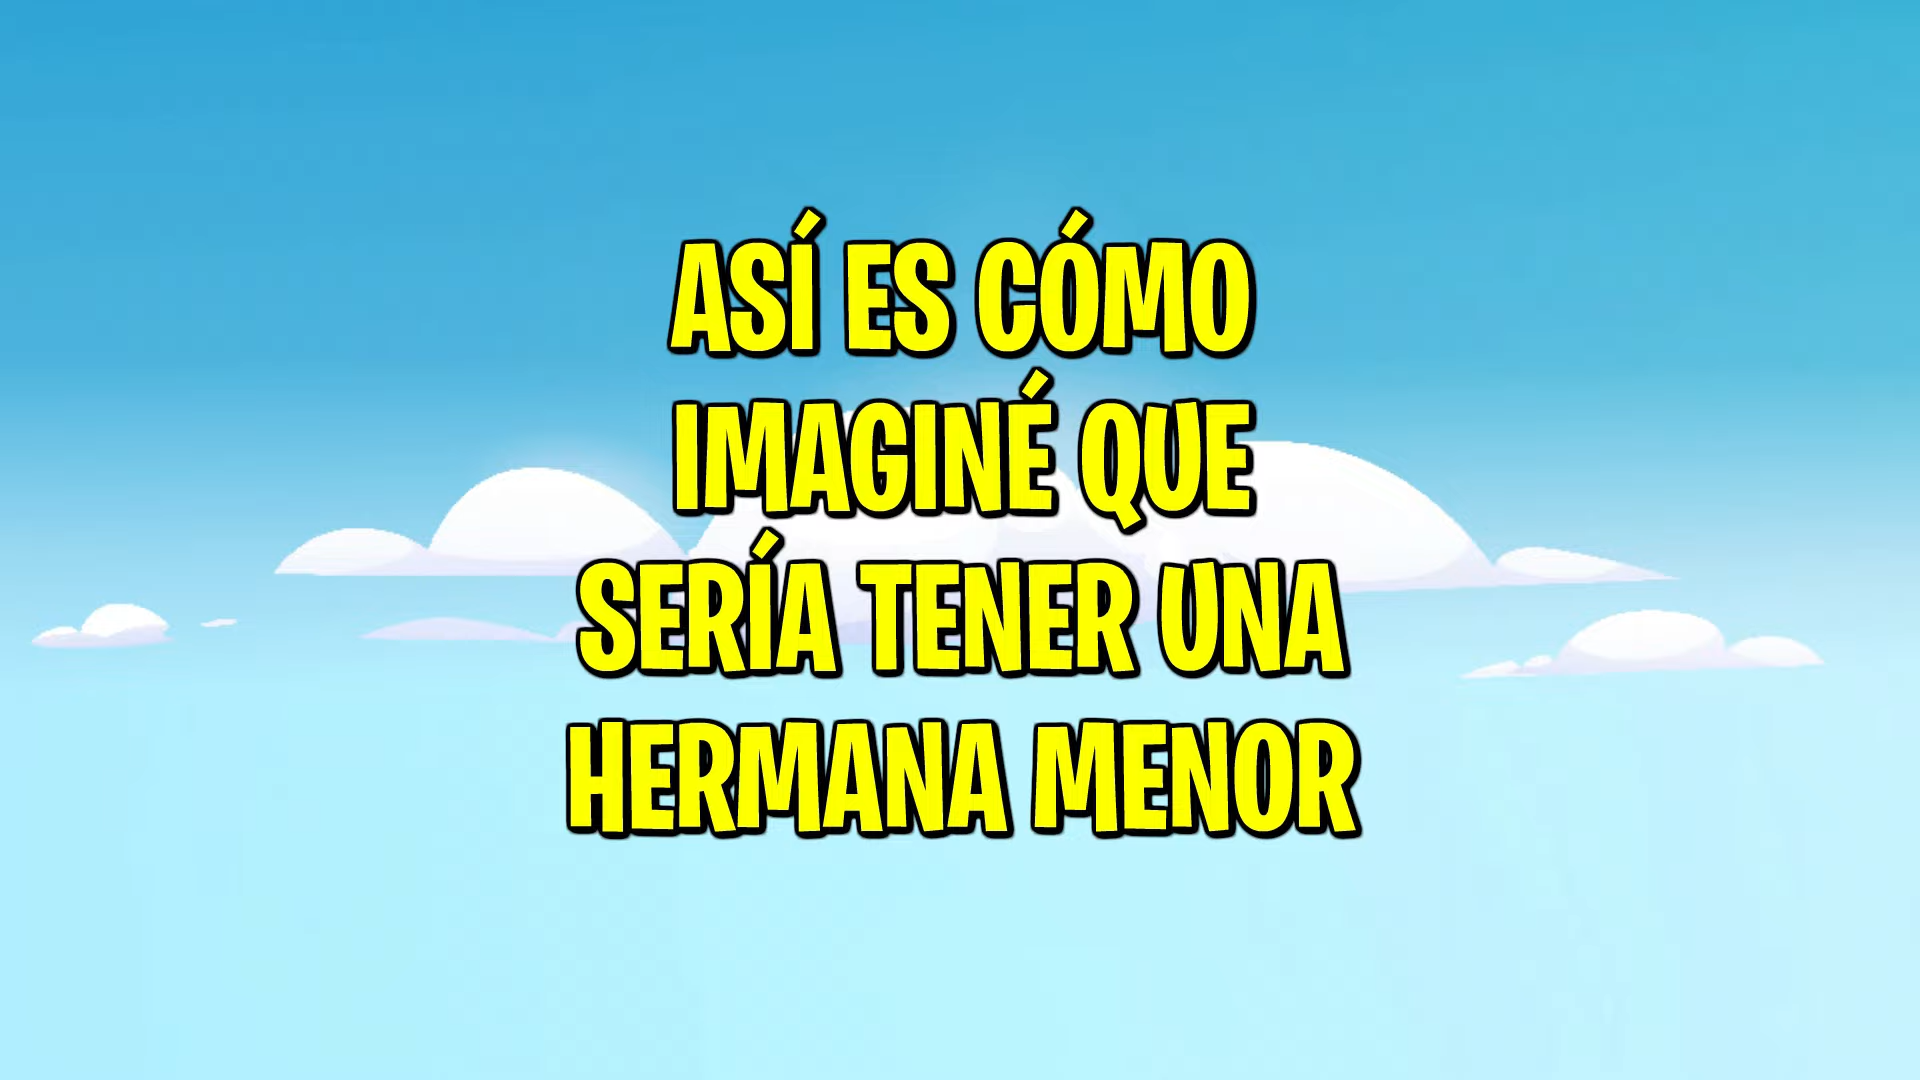 ASÍ ES CÓMO
IMAGINÉ QUE
SERÍA TENER UNA
HERMANA MENOR